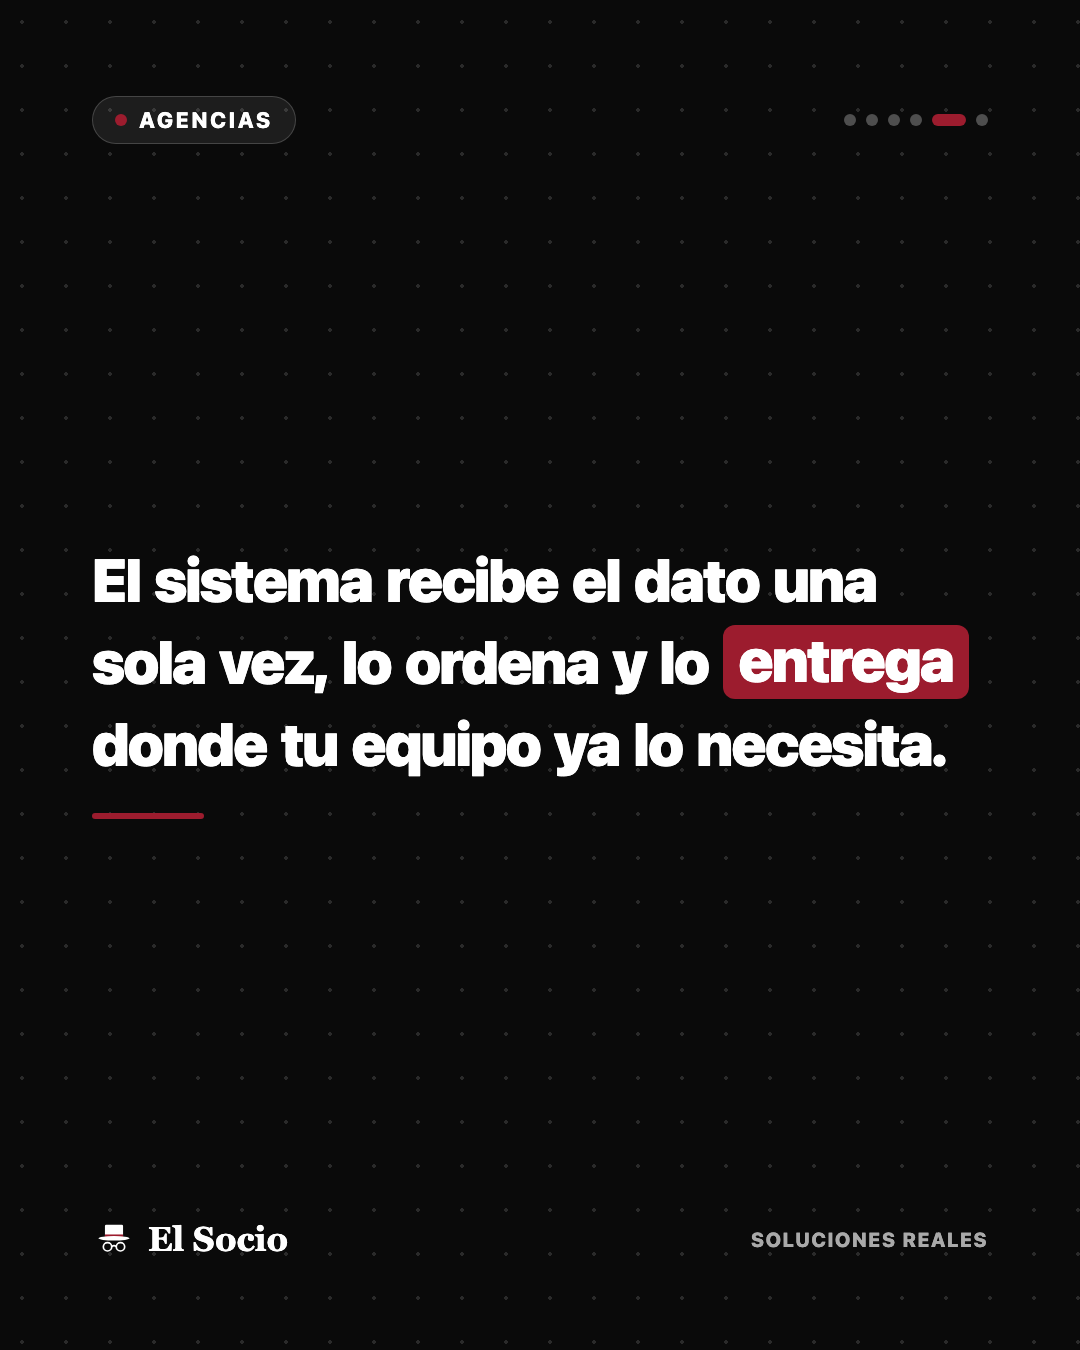 AGENCIAS
El sistema recibe el dato una
sola vez, lo ordena y lo entrega
donde tu equipo ya lo necesita.
El Socio
SOLUCIONES REALES